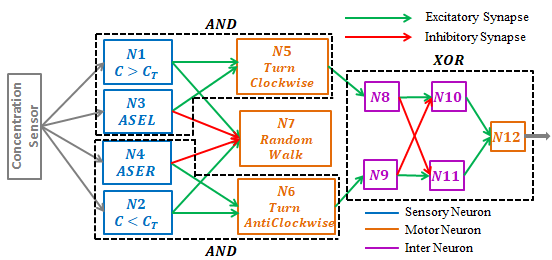 AND
Excitatory Synapse
Inhibitory Synapse
Concentration
Sensor
N1
C > C_T
N3
ASEL
N4
ASER
N2
C < C_T
N5
Turn
Clockwise
N7
Random
Walk
N6
Turn
AntiClockwise
AND
XOR
N8
N10
N12
N9
N11
Sensory Neuron
Motor Neuron
Inter Neuron